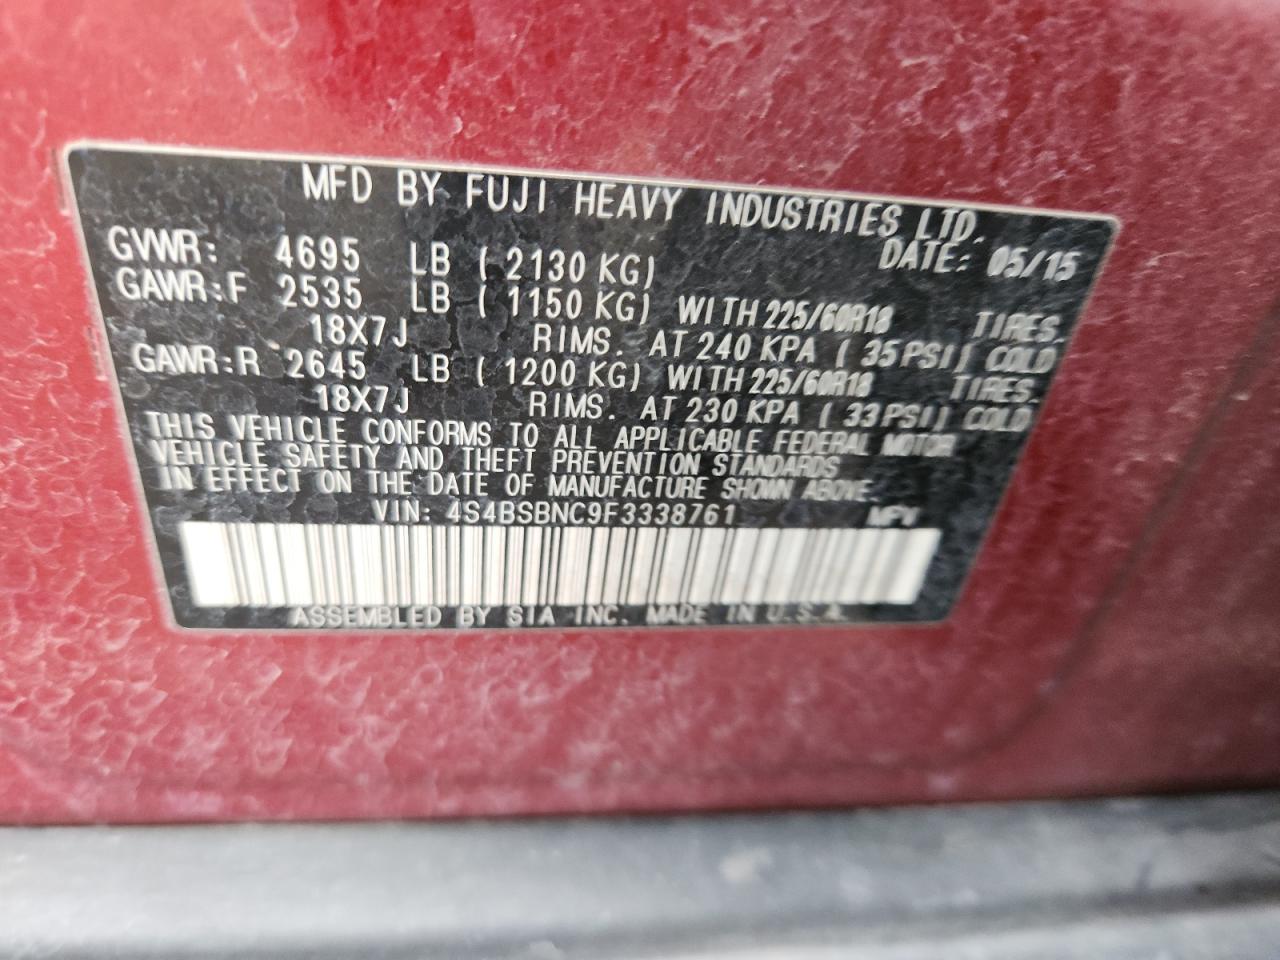 MFD BY FUJI HEAVY INDUSTRIES LTD.
DATE: 05/15
GVWR: 4695 LB ( 2130 KG)
GAWR:F 2535 LB ( 1150 KG) WITH 225/60R18 TIRES.
18X7J RIMS. AT 240 KPA ( 35 PSI) COLD
GAWR:R 2645 LB ( 1200 KG) WITH 225/60R18 TIRES.
18X7J RIMS. AT 230 KPA ( 33 PSI) COLD
THIS VEHICLE CONFORMS TO ALL APPLICABLE FEDERAL MOTOR
VEHICLE SAFETY AND THEFT PREVENTION STANDARDS
IN EFFECT ON THE DATE OF MANUFACTURE SHOWN ABOVE.
VIN: 4S4BSBNC9F3338761 MPV
ASSEMBLED BY SIA INC. MADE IN U.S.A.